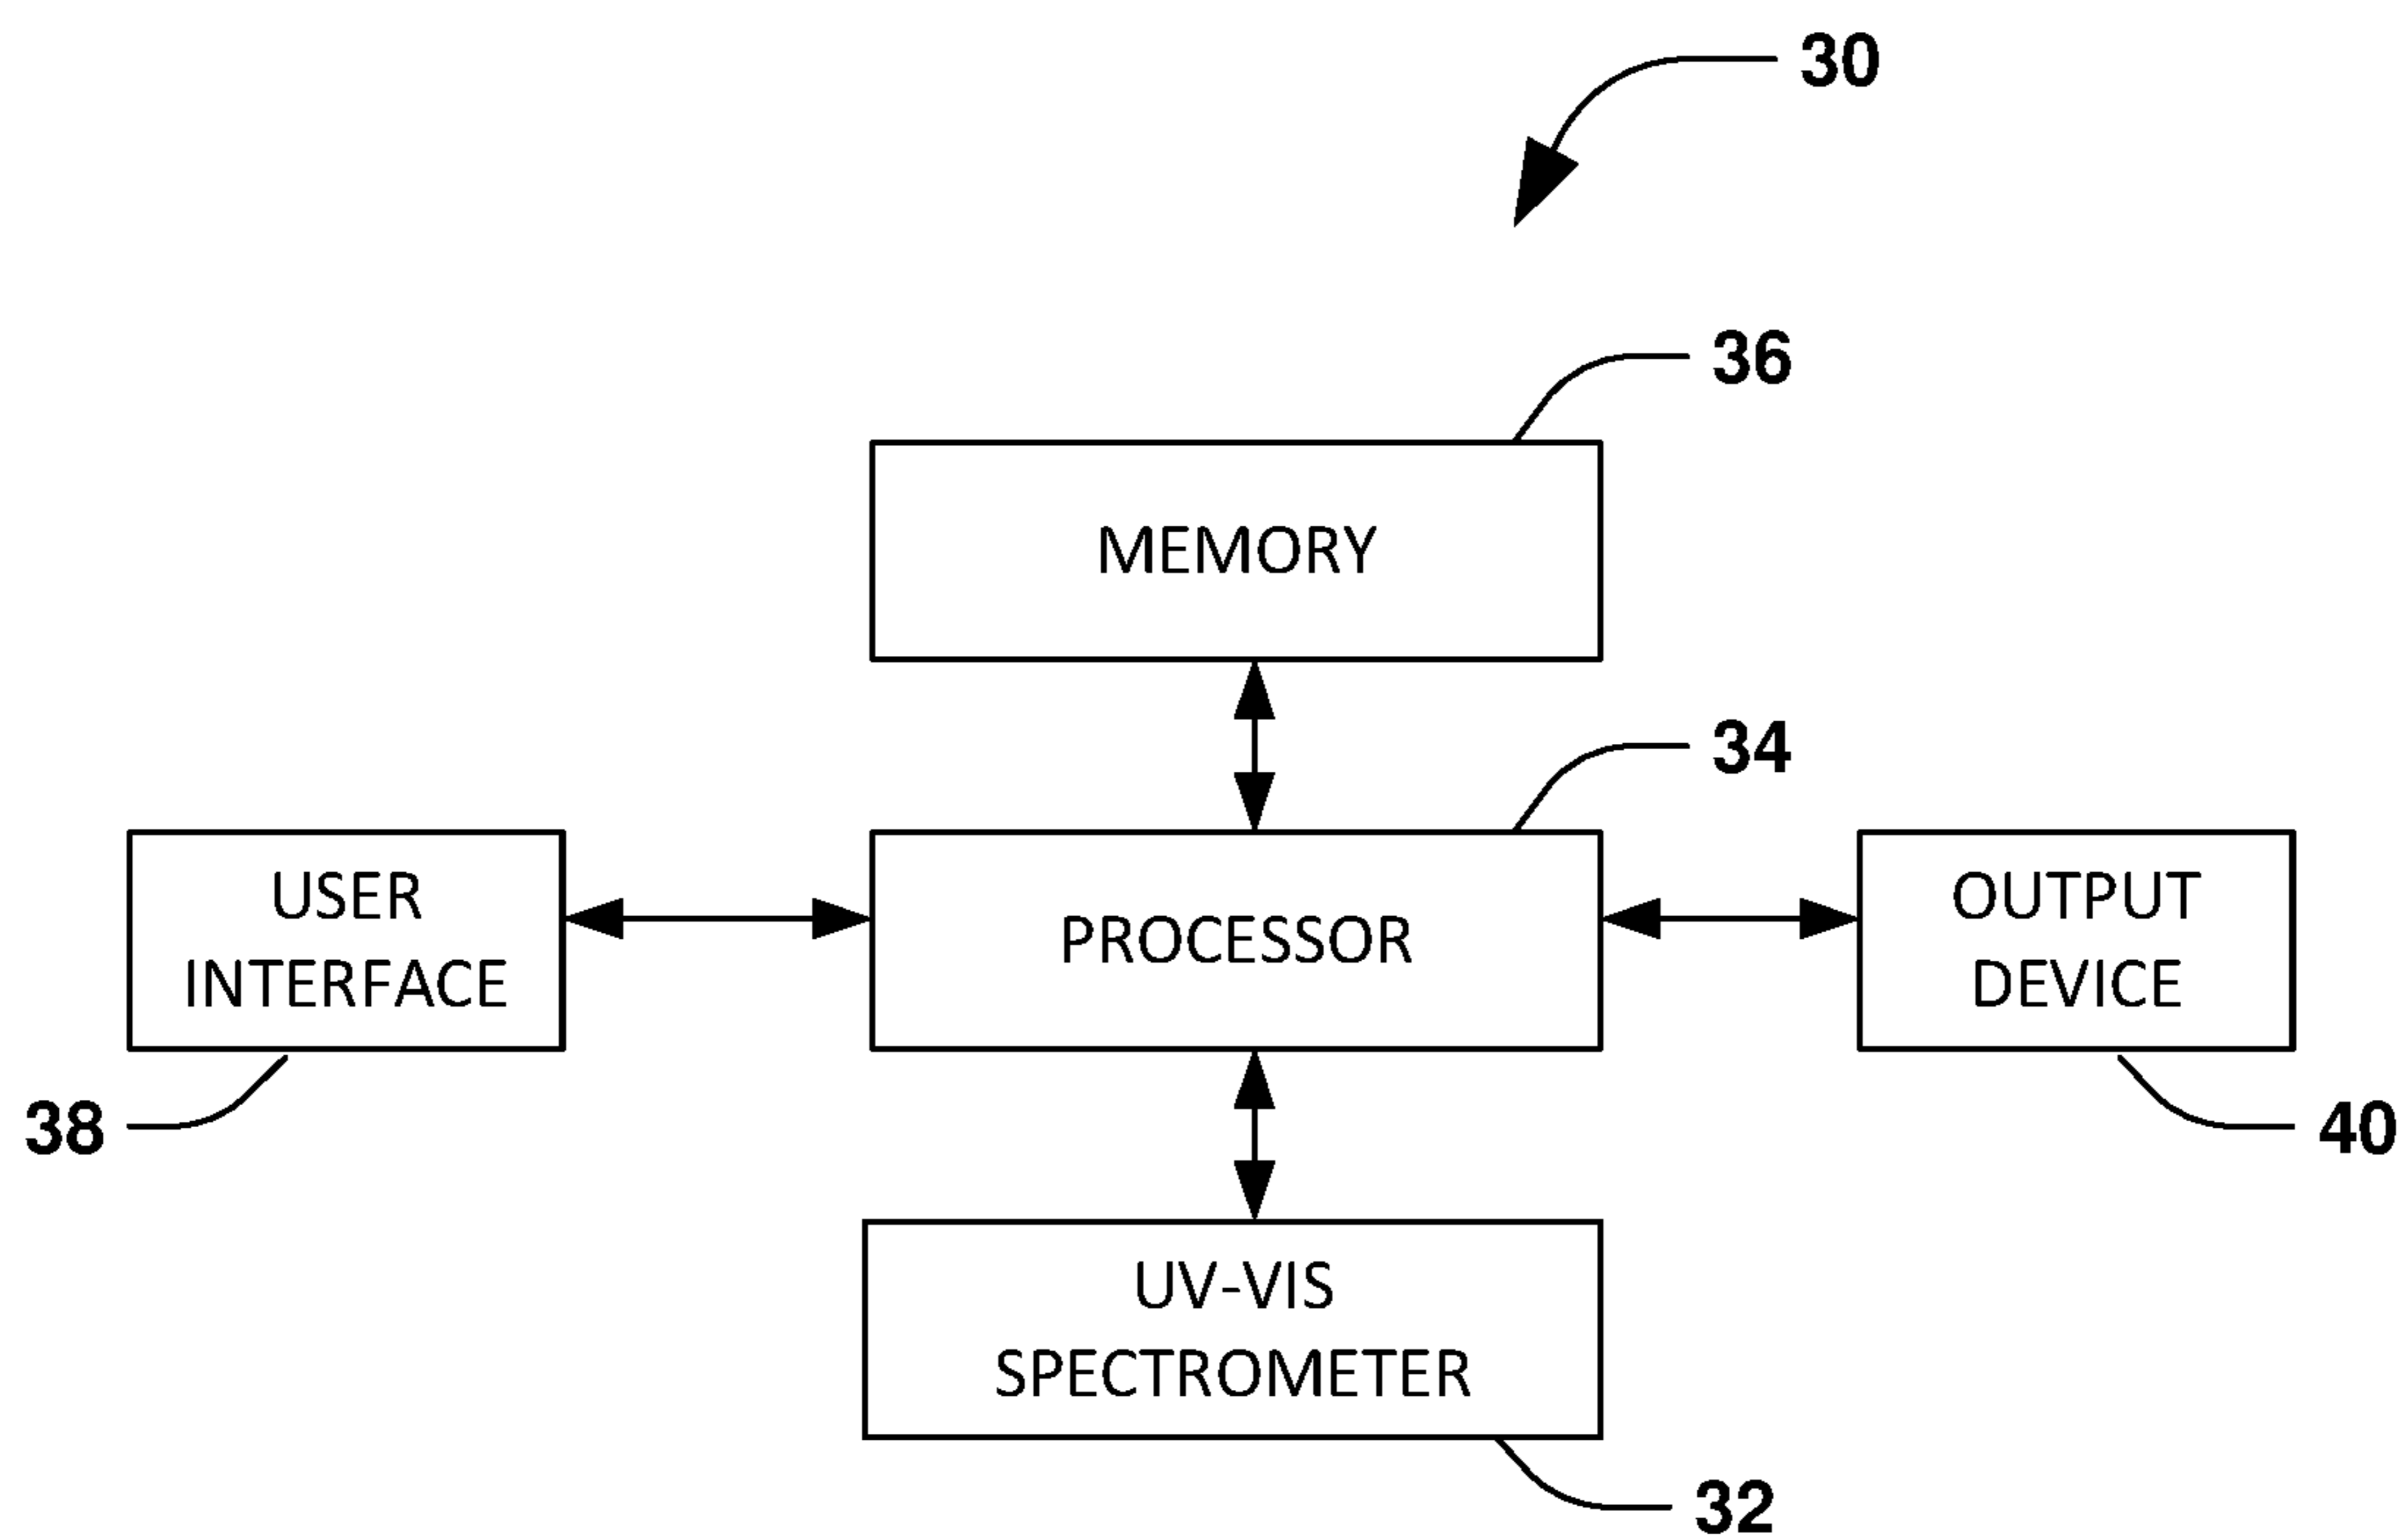 30
36
MEMORY
34
USER
INTERFACE
PROCESSOR
OUTPUT
DEVICE
38
40
UV-VIS
SPECTROMETER
32